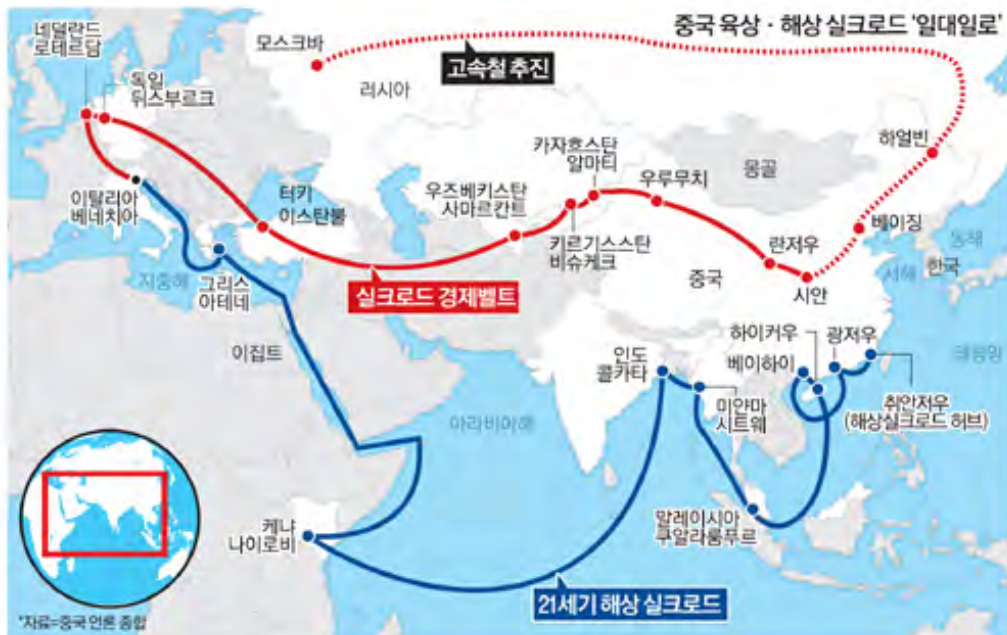 중국 육상 · 해상 실크로드 '일대일로'
네덜란드
로테르담
모스크바
고속철 추진
독일
뒤스부르크
러시아
하얼빈
카자흐스탄
알마티
몽골
우루무치
우즈베키스탄
사마르칸트
터키
이스탄불
이탈리아
베네치아
베이징
키르기스스탄
비슈케크
란저우
동해
서해
한국
지중해
그리스
아테네
실크로드 경제벨트
중국
시안
하이커우
광저우
베이하이
이집트
인도
콜카타
태평양
미얀마
시트웨
취안저우
(해상실크로드 허브)
아라비아해
케냐
나이로비
말레이시아
쿠알라룸푸르
21세기 해상 실크로드
*자료=중국 언론 종합